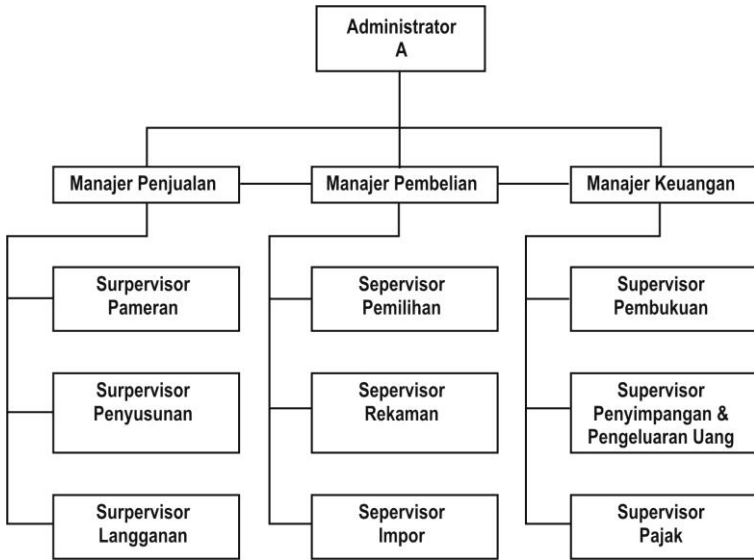 Administrator
A
Manajer Penjualan
Manajer Pembelian
Manajer Keuangan
Surpervisor
Pameran
Sepervisor
Pemilihan
Supervisor
Pembukuan
Surpervisor
Penyusunan
Sepervisor
Rekaman
Supervisor
Penyimpangan &
Pengeluaran Uang
Surpervisor
Langganan
Sepervisor
Impor
Supervisor
Pajak